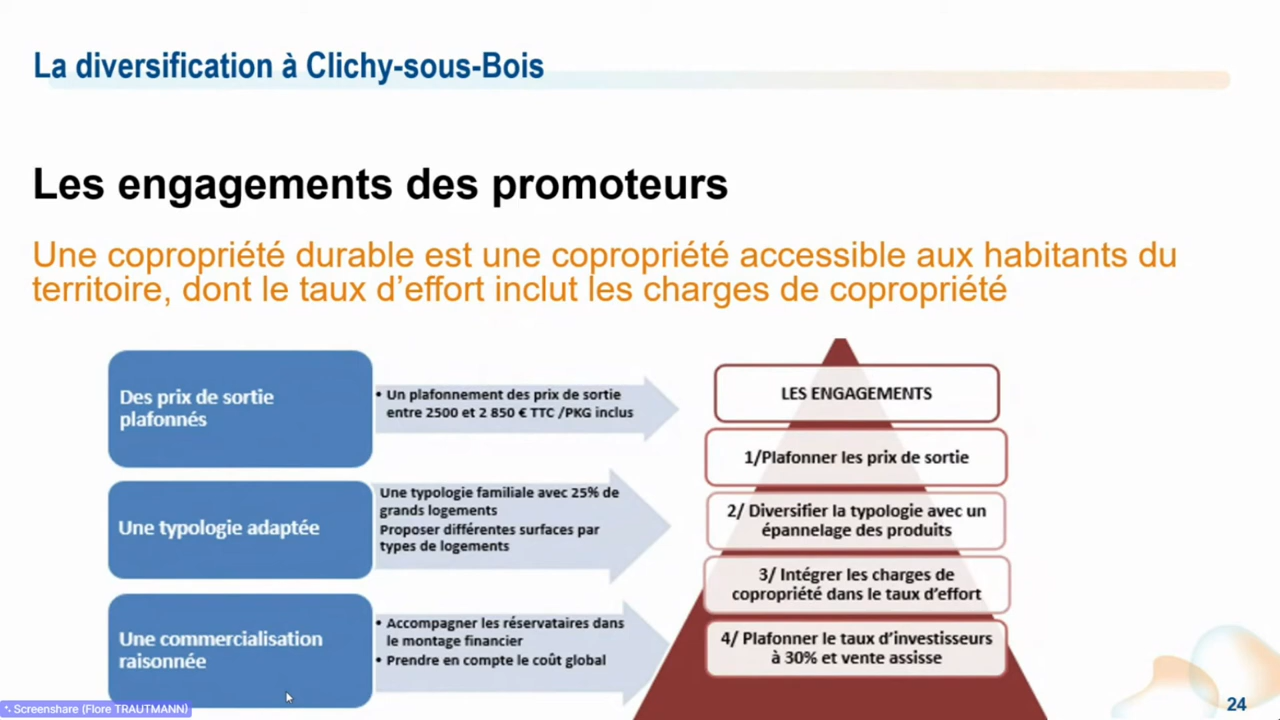 La diversification à Clichy-sous-Bois
Les engagements des promoteurs
Une copropriété durable est une copropriété accessible aux habitants du
territoire, dont le taux d’effort inclut les charges de copropriété
Des prix de sortie
plafonnés
• Un plafonnement des prix de sortie
entre 2500 et 2 850 € TTC /PKG inclus
Une typologie adaptée
Une typologie familiale avec 25% de
grands logements
Proposer différentes surfaces par
types de logements
Une commercialisation
raisonnée
• Accompagner les réservataires dans
le montage financier
• Prendre en compte le coût global
LES ENGAGEMENTS
1/Plafonner les prix de sortie
2/ Diversifier la typologie avec un
épannelage des produits
3/ Intégrer les charges de
copropriété dans le taux d’effort
4/ Plafonner le taux d’investisseurs
à 30% et vente assisse
Screenshare (Flore TRAUTMANN)
24